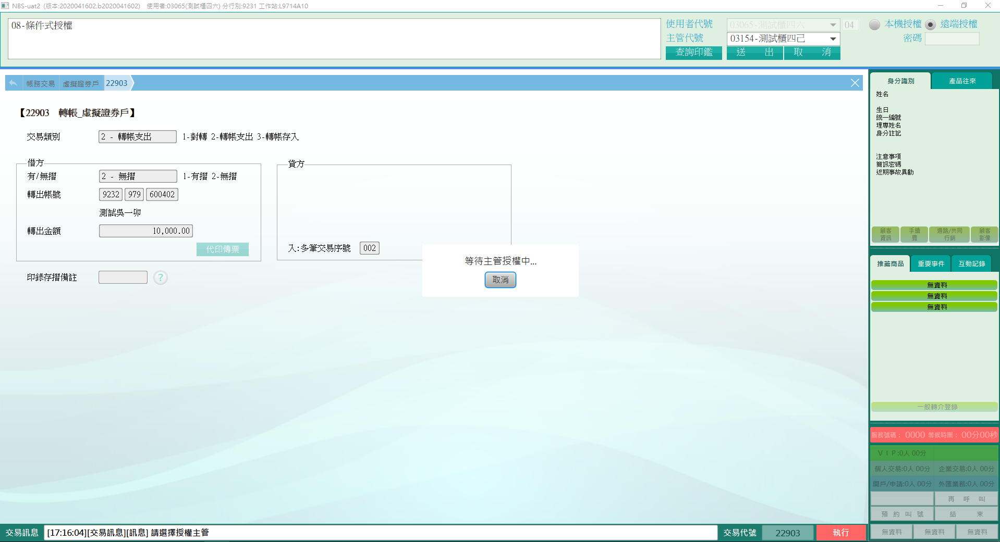 NBS-uat2 (版本:2020041602.b2020041602) 使用者:03065(測試櫃四六) 分行別:9231 工作站:L9714A10
08-條件式授權
使用者代號 03065-測試櫃四六 04 本機授權 遠端授權
主管代號 03154-測試櫃四己 密碼
查詢印鑑 送 出 取 消
帳務交易 虛擬證券戶 22903
【22903 轉帳_虛擬證券戶】
交易類別 2 - 轉帳支出 1-對轉 2-轉帳支出 3-轉帳存入
借方
有/無摺 2 - 無摺 1-有摺 2-無摺
轉出帳號 9232 979 600402
測試吳一卯
轉出金額 10,000.00
代印傳票
貸方
入:多筆交易序號 002
印錄存摺備註 ?
等待主管授權中...
取消
身分識別 產品往來
姓名
生日
統一編號
理專姓名
身分註記
注意事項
簡訊密碼
近期事故異動
顧客資訊 手續費 通路/共同行銷 顧客影像
推薦商品 重要事件 互動記錄
無資料
無資料
無資料
一般轉介登錄
服務號碼: 0000 等候時間: 00分00秒
VIP:0人 00分
個人交易:0人 00分 企業交易:0人 00分
開戶/申請:0人 00分 外匯業務:0人 00分
再 呼 叫
預 約 叫 號 結 束
無資料 無資料 無資料
交易訊息 [17:16:04][交易訊息][訊息] 請選擇授權主管 交易代號 22903 執行